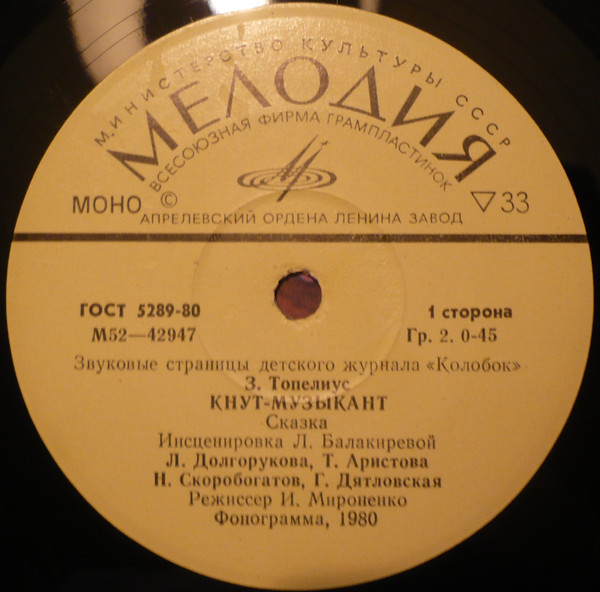 МИНИСТЕРСТВО КУЛЬТУРЫ СССР
МЕЛОДИЯ
ВСЕСОЮЗНАЯ ФИРМА ГРАМПЛАСТИНОК
МОНО © ▽33
АПРЕЛЕВСКИЙ ОРДЕНА ЛЕНИНА ЗАВОД
ГОСТ 5289-80 1 сторона
М52—42947 Гр. 2. 0-45
Звуковые страницы детского журнала «Колобок»
З. Топелиус
КНУТ-МУЗЫКАНТ
Сказка
Инсценировка Л. Балакиревой
Л. Долгорукова, Т. Аристова
Н. Скоробогатов, Г. Дятловская
Режиссер И. Мироненко
Фонограмма, 1980